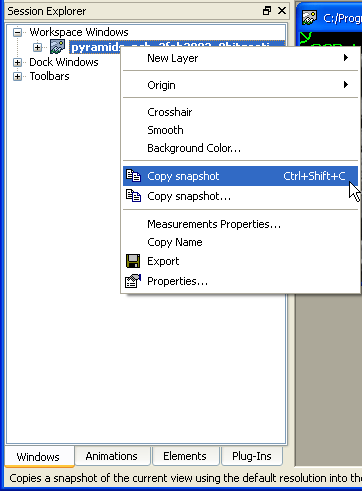 Session Explorer
C:/Prog
Workspace Windows
Dock Windows
Toolbars
New Layer
Origin
Crosshair
Smooth
Background Color...
Copy snapshot Ctrl+Shift+C
Copy snapshot...
Measurements Properties...
Copy Name
Export
Properties...
Windows Animations Elements Plug-Ins
Copies a snapshot of the current view using the default resolution into the